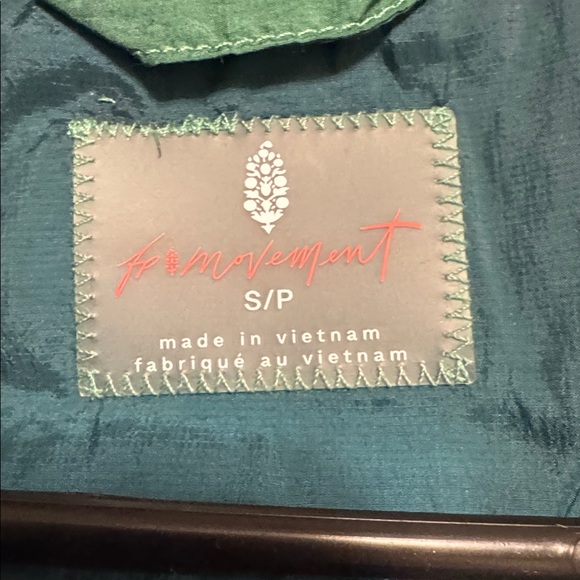 fp movement
S/P
made in vietnam
fabriqué au vietnam